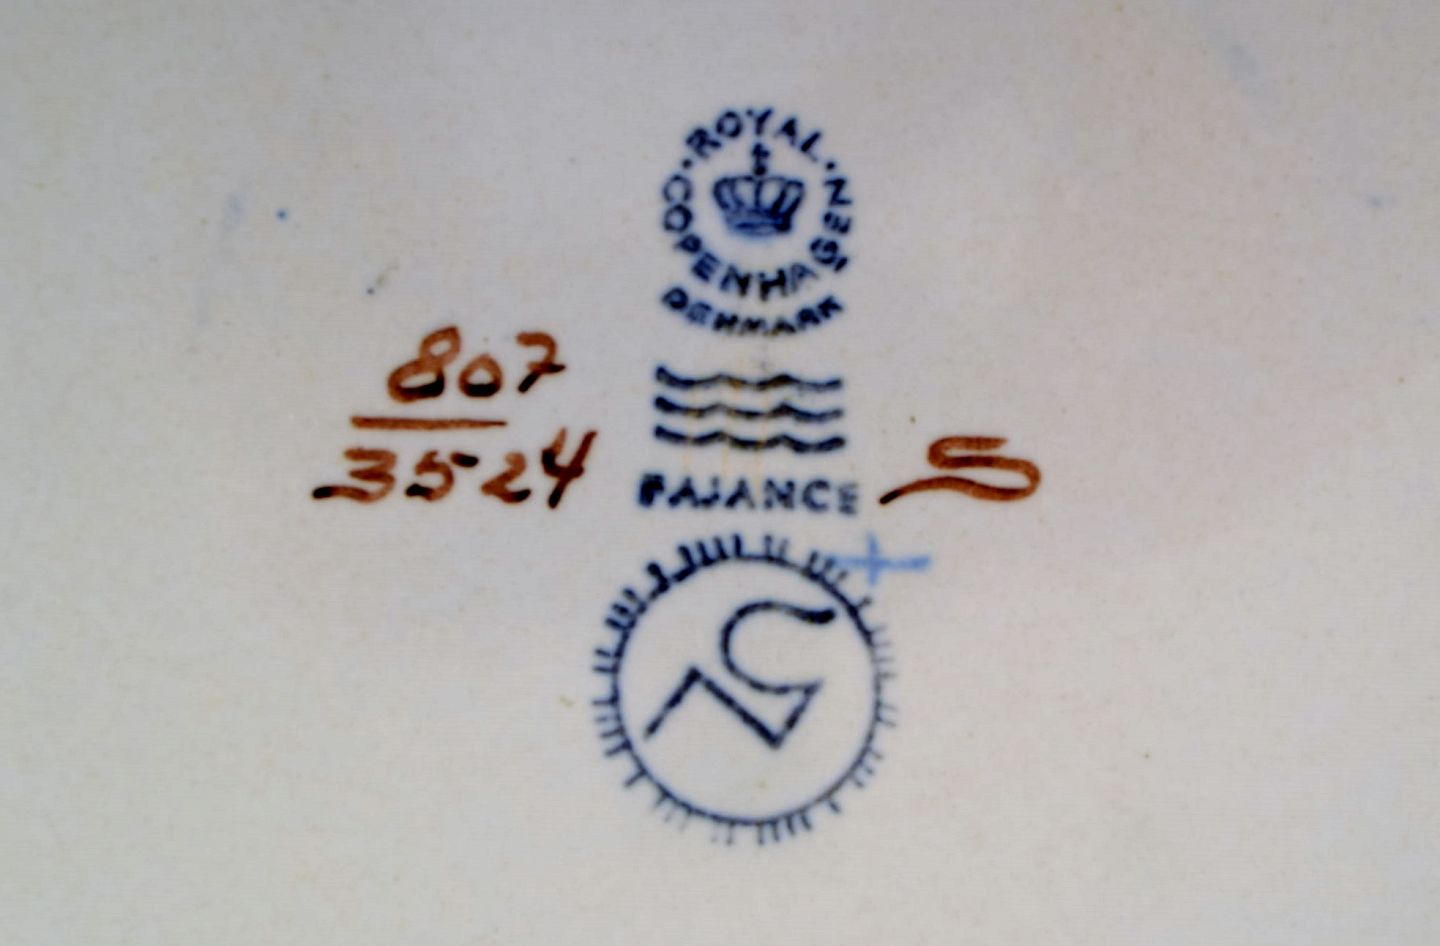 ROYAL
COPENHAGEN
DENMARK
807
3524
FAJANCE
S